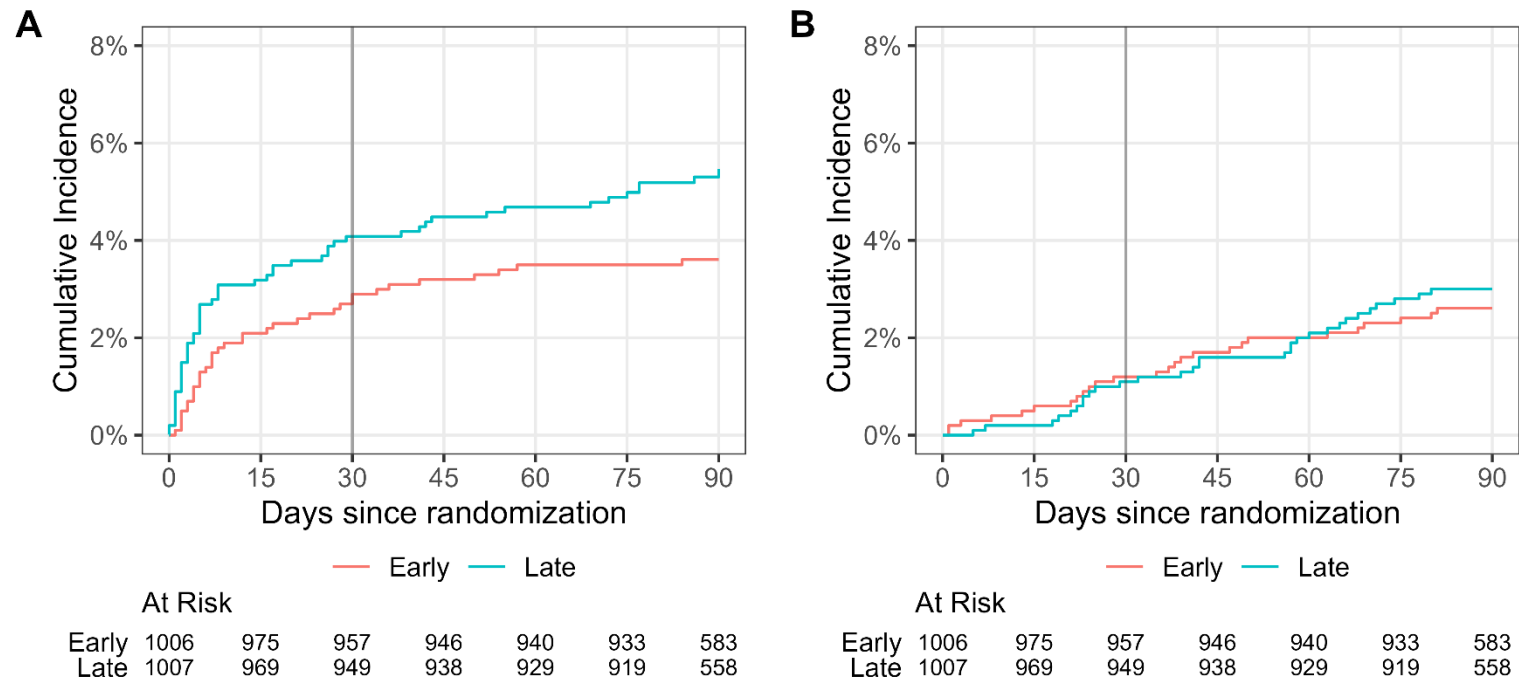 A
8%
6%
4%
2%
0%
Cumulative Incidence
0 15 30 45 60 75 90
Days since randomization
Early Late
At Risk
Early 1006 975 957 946 940 933 583
Late 1007 969 949 938 929 919 558
B
8%
6%
4%
2%
0%
Cumulative Incidence
0 15 30 45 60 75 90
Days since randomization
Early Late
At Risk
Early 1006 975 957 946 940 933 583
Late 1007 969 949 938 929 919 558